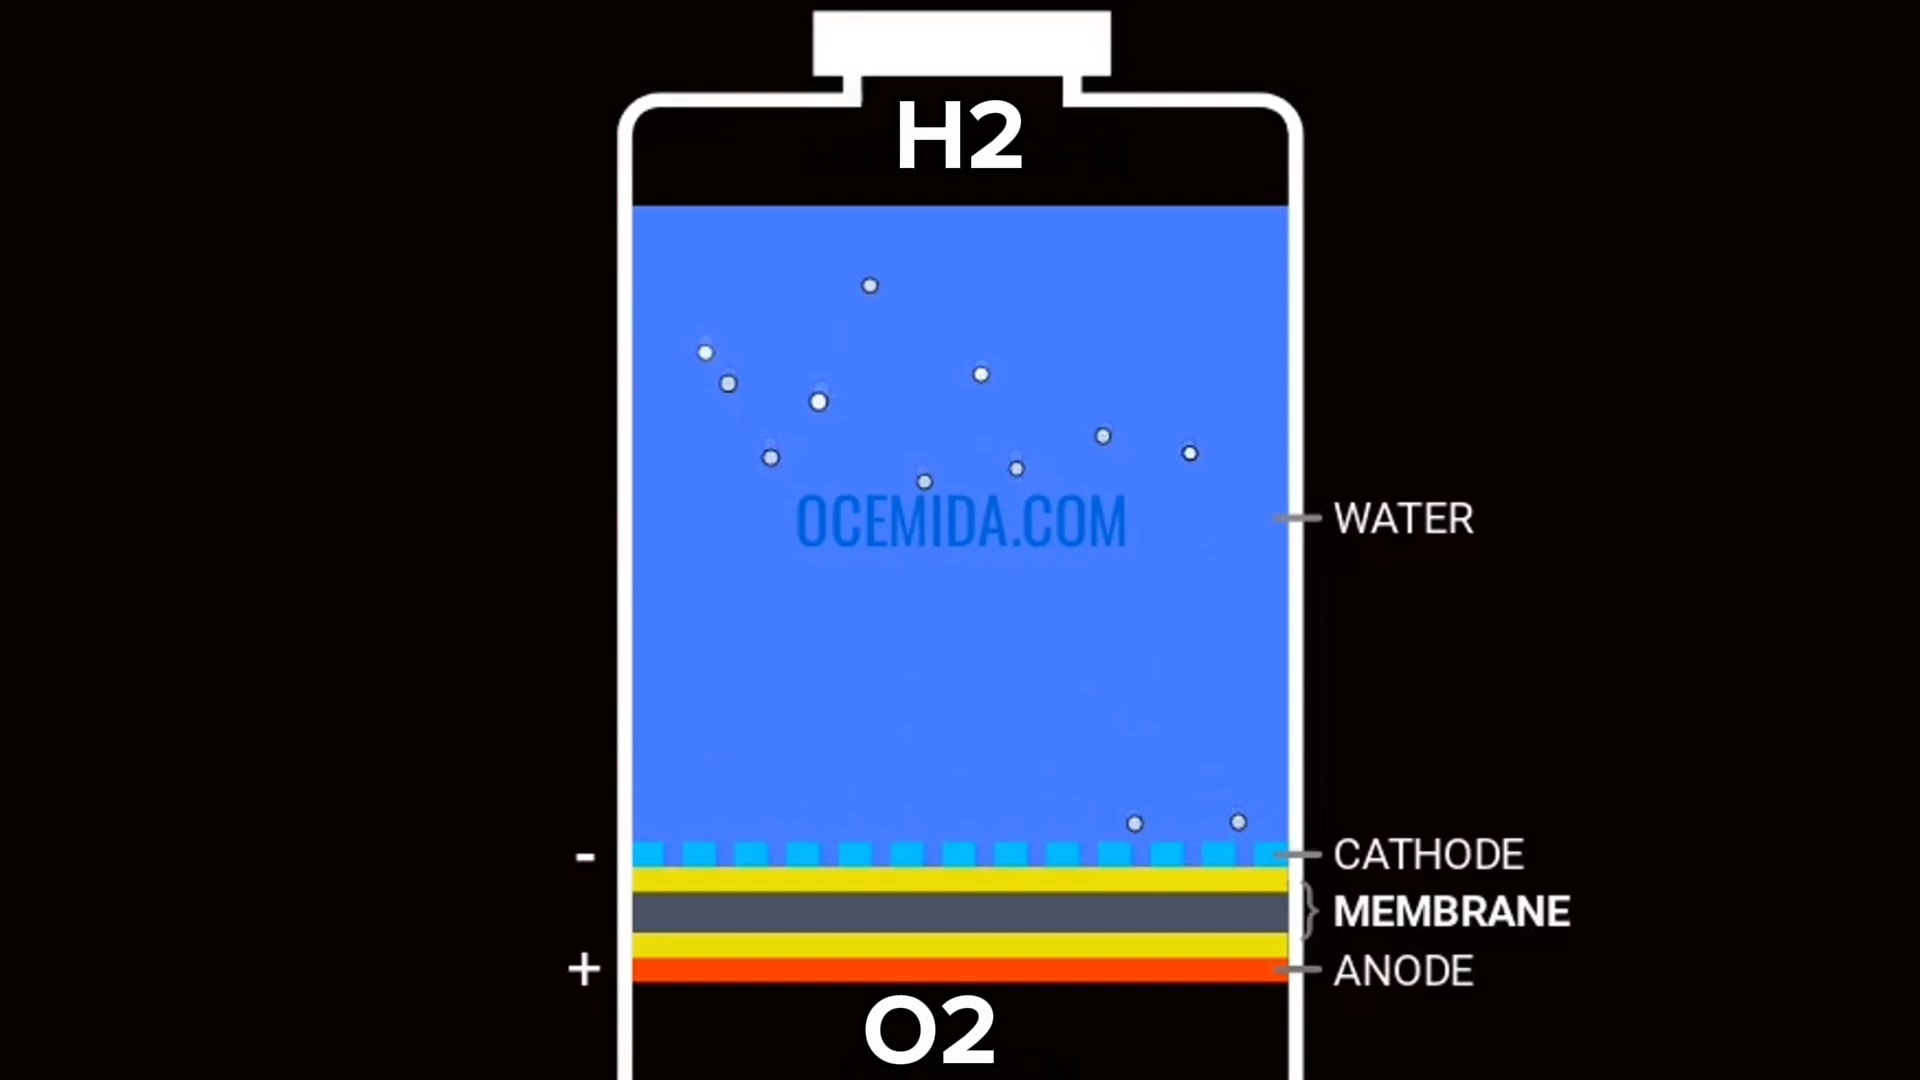 H2
OCEMIDA.COM
WATER
- CATHODE
MEMBRANE
+ ANODE
O2